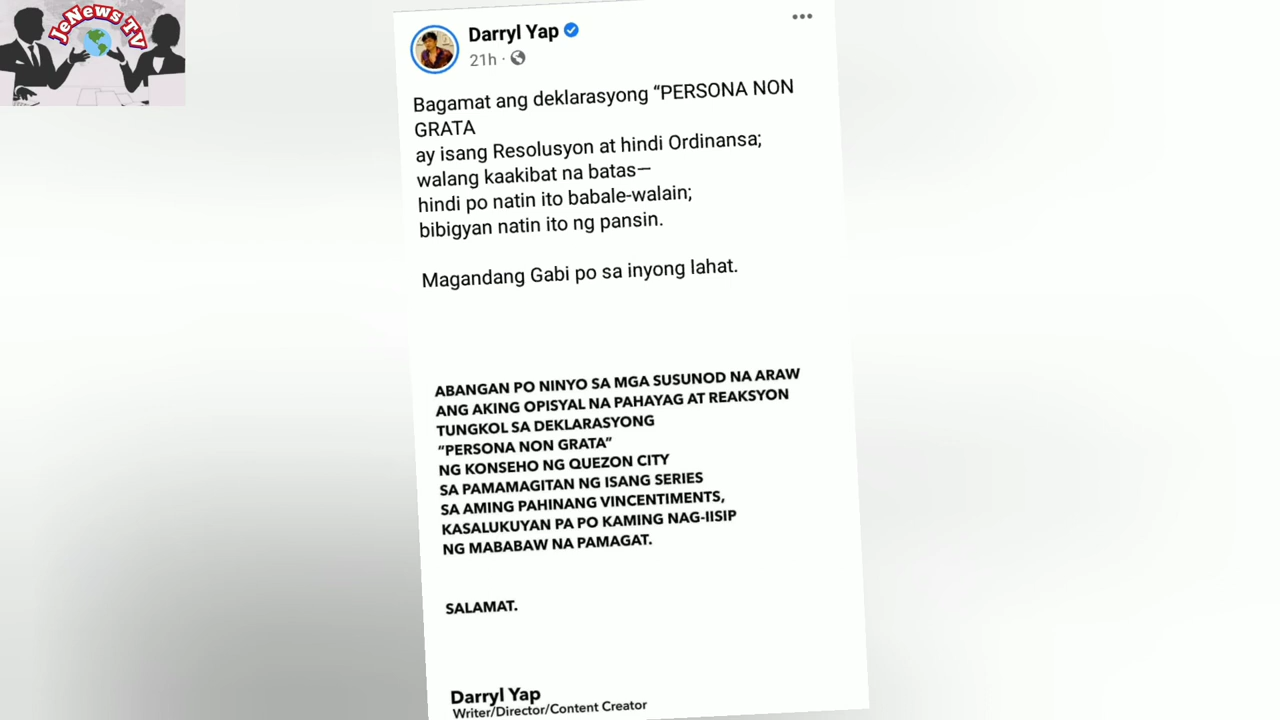 JeNews TV
Darryl Yap
21h ·
Bagamat ang deklarasyong “PERSONA NON
GRATA
ay isang Resolusyon at hindi Ordinansa;
walang kaakibat na batas—
hindi po natin ito babale-walain;
bibigyan natin ito ng pansin.
Magandang Gabi po sa inyong lahat.
ABANGAN PO NINYO SA MGA SUSUNOD NA ARAW
ANG AKING OPISYAL NA PAHAYAG AT REAKSYON
TUNGKOL SA DEKLARASYONG
“PERSONA NON GRATA”
NG KONSEHO NG QUEZON CITY
SA PAMAMAGITAN NG ISANG SERIES
SA AMING PAHINANG VINCENTIMENTS,
KASALUKUYAN PA PO KAMING NAG-IISIP
NG MABABAW NA PAMAGAT.
SALAMAT.
Darryl Yap
Writer/Director/Content Creator